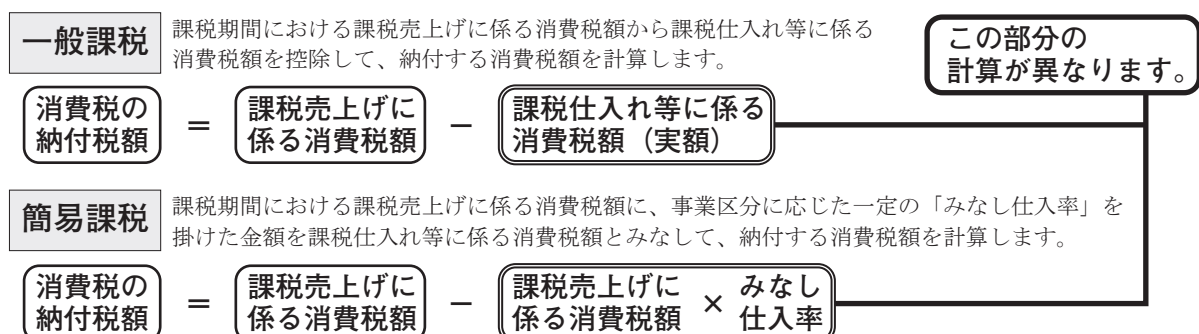 一般課税
課税期間における課税売上げに係る消費税額から課税仕入れ等に係る
消費税額を控除して、納付する消費税額を計算します。
この部分の
計算が異なります。
消費税の
納付税額
＝
課税売上げに
係る消費税額
－
課税仕入れ等に係る
消費税額（実額）
簡易課税
課税期間における課税売上げに係る消費税額に、事業区分に応じた一定の「みなし仕入率」を
掛けた金額を課税仕入れ等に係る消費税額とみなして、納付する消費税額を計算します。
消費税の
納付税額
＝
課税売上げに
係る消費税額
－
課税売上げに
係る消費税額
×
みなし
仕入率